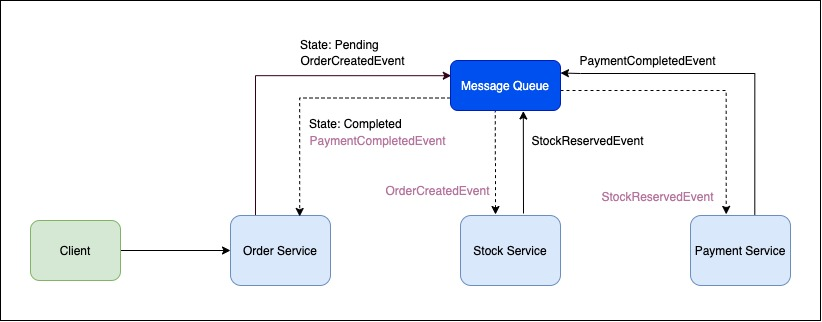 State: Pending
OrderCreatedEvent
PaymentCompletedEvent
Message Queue
State: Completed
PaymentCompletedEvent
StockReservedEvent
OrderCreatedEvent
StockReservedEvent
Client
Order Service
Stock Service
Payment Service